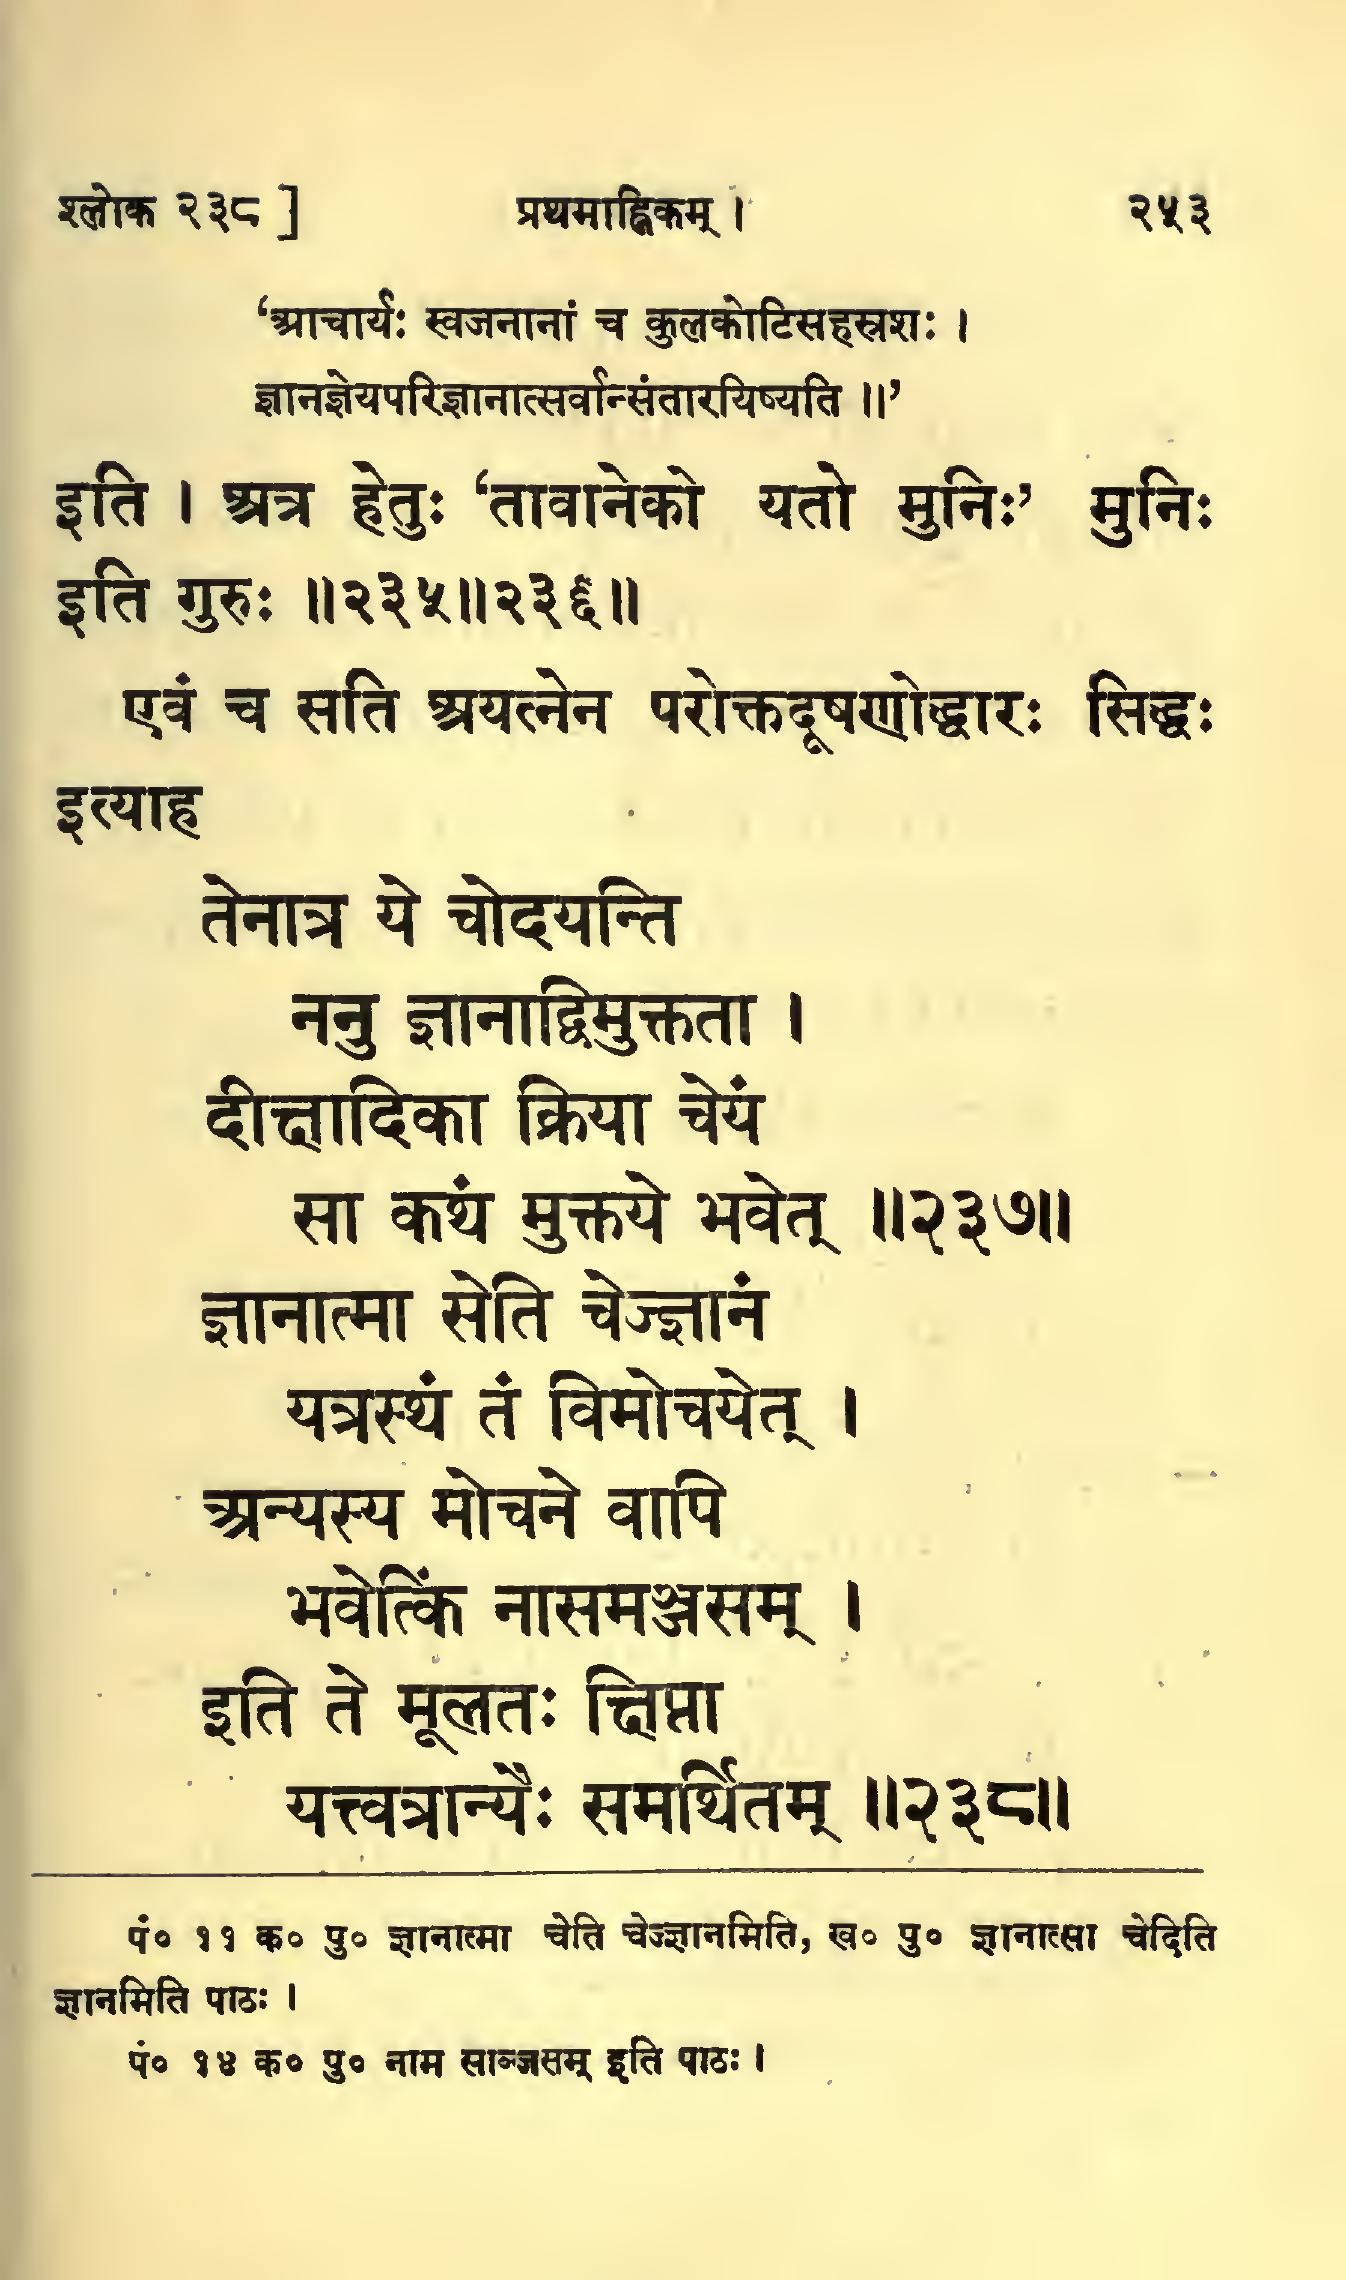 श्लोक २३८ ] प्रथमाह्निकम् । २५३
‘आचार्यः स्वजनानां च कुलकोटिसहस्रशः ।
ज्ञानज्ञेयपरिज्ञानात्सर्वान्संतारयिष्यति ॥’
इति । अत्र हेतुः ‘तावानेको यतो मुनिः’ मुनिः
इति गुरुः ॥२३५॥२३६॥
एवं च सति अयत्नेन परोक्तदूषणोद्धारः सिद्धः
इत्याह
तेनात्र ये चोदयन्ति
ननु ज्ञानाद्विमुक्तता ।
दीक्षादिका क्रिया चेयं
सा कथं मुक्तये भवेत् ॥२३७॥
ज्ञानात्मा सेति चेज्ज्ञानं
यत्रस्थं तं विमोचयेत् ।
अन्यस्य मोचने वापि
भवेत्किं नासमञ्जसम् ।
इति ते मूलतः क्षिप्ता
यत्त्वत्रान्यैः समर्थितम् ॥२३८॥
पं० ११ क० पु० ज्ञानात्मा चेति चेज्ज्ञानमिति, ख० पु० ज्ञानात्सा चेदिति
ज्ञानमिति पाठः ।
पं० १४ क० पु० नाम साञ्जसम् इति पाठः ।